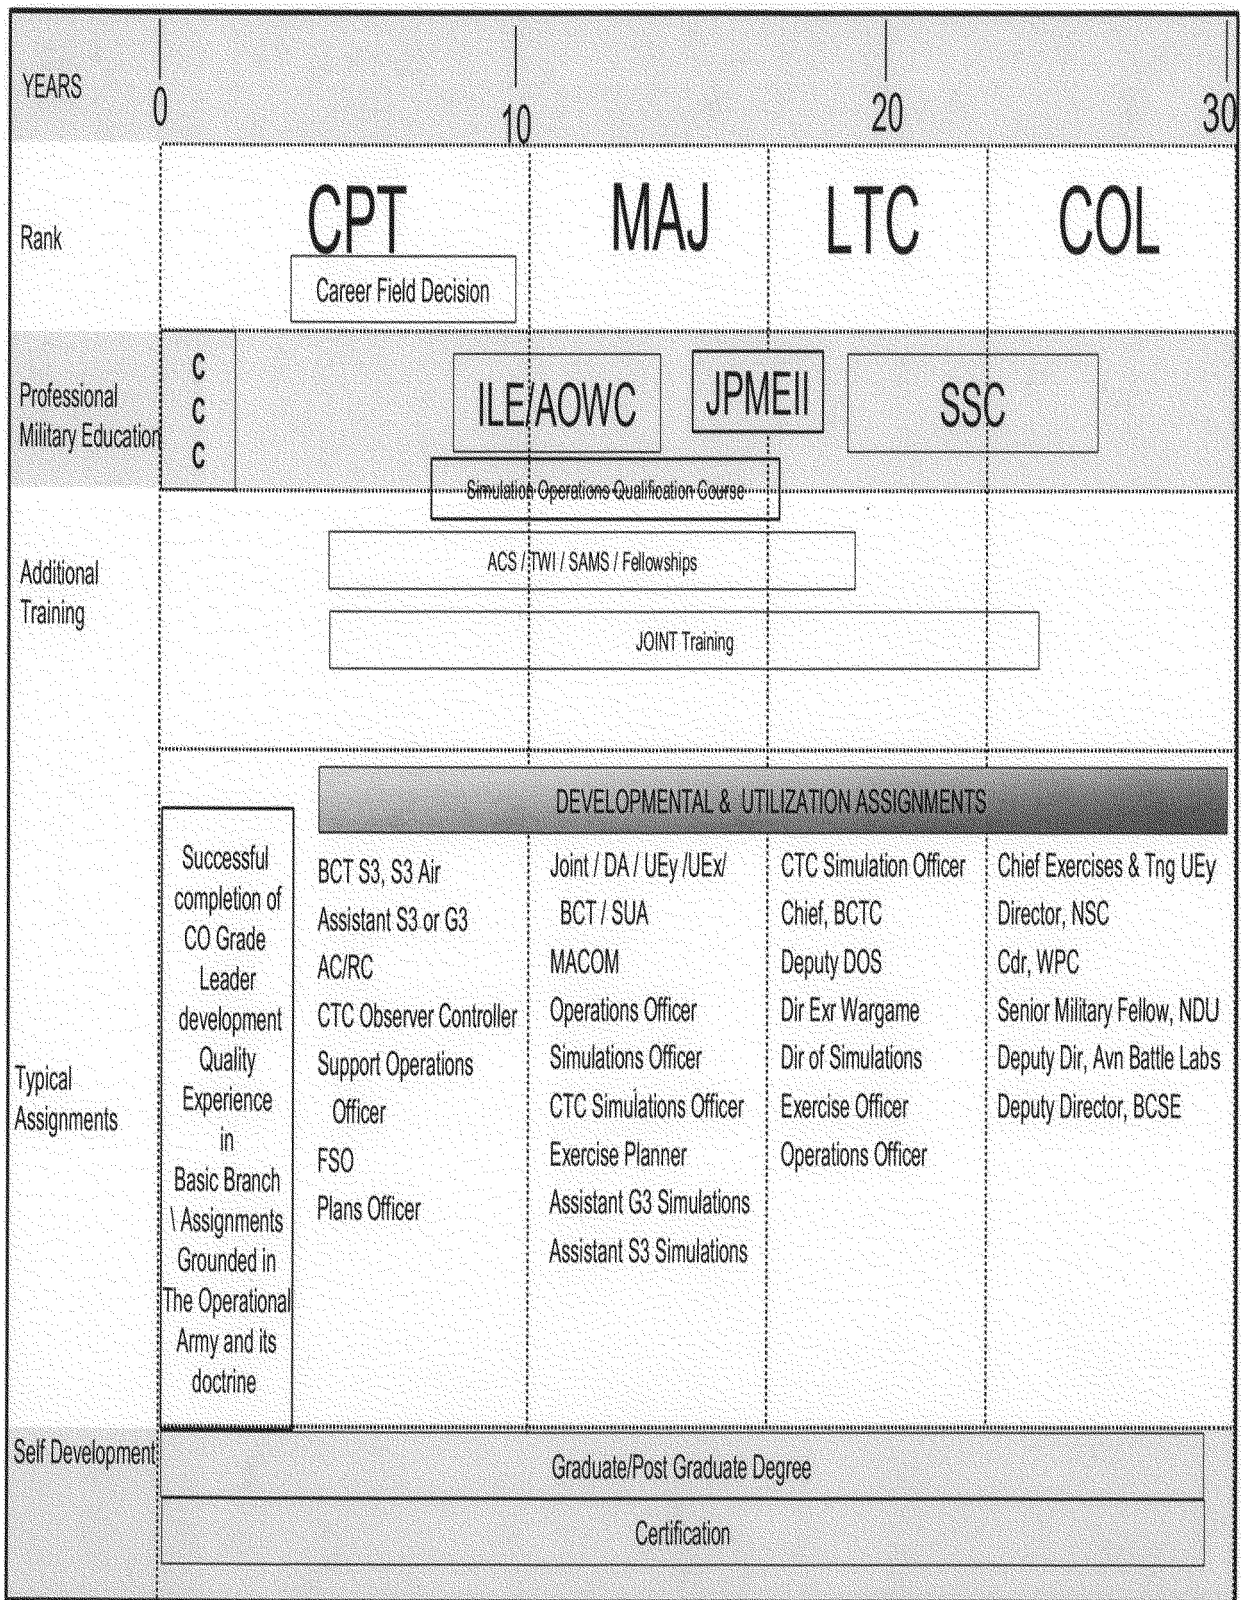 YEARS
0
10
20
30
Rank
CPT
MAJ
LTC
COL
Career Field Decision
Professional
Military Education
C
C
C
ILE/AOWC
JPMEII
SSC
Simulation Operations Qualification Course
Additional
Training
ACS / TWI / SAMS / Fellowships
JOINT Training
DEVELOPMENTAL & UTILIZATION ASSIGNMENTS
Typical
Assignments
Successful
completion of
CO Grade
Leader
development
Quality
Experience
in
Basic Branch
\ Assignments
Grounded in
The Operational
Army and its
doctrine
BCT S3, S3 Air
Assistant S3 or G3
AC/RC
CTC Observer Controller
Support Operations
Officer
FSO
Plans Officer
Joint / DA / UEy /UEx/
BCT / SUA
MACOM
Operations Officer
Simulations Officer
CTC Simulations Officer
Exercise Planner
Assistant G3 Simulations
Assistant S3 Simulations
CTC Simulation Officer
Chief, BCTC
Deputy DOS
Dir Exr Wargame
Dir of Simulations
Exercise Officer
Operations Officer
Chief Exercises & Tng UEy
Director, NSC
Cdr, WPC
Senior Military Fellow, NDU
Deputy Dir, Avn Battle Labs
Deputy Director, BCSE
Self Development
Graduate/Post Graduate Degree
Certification